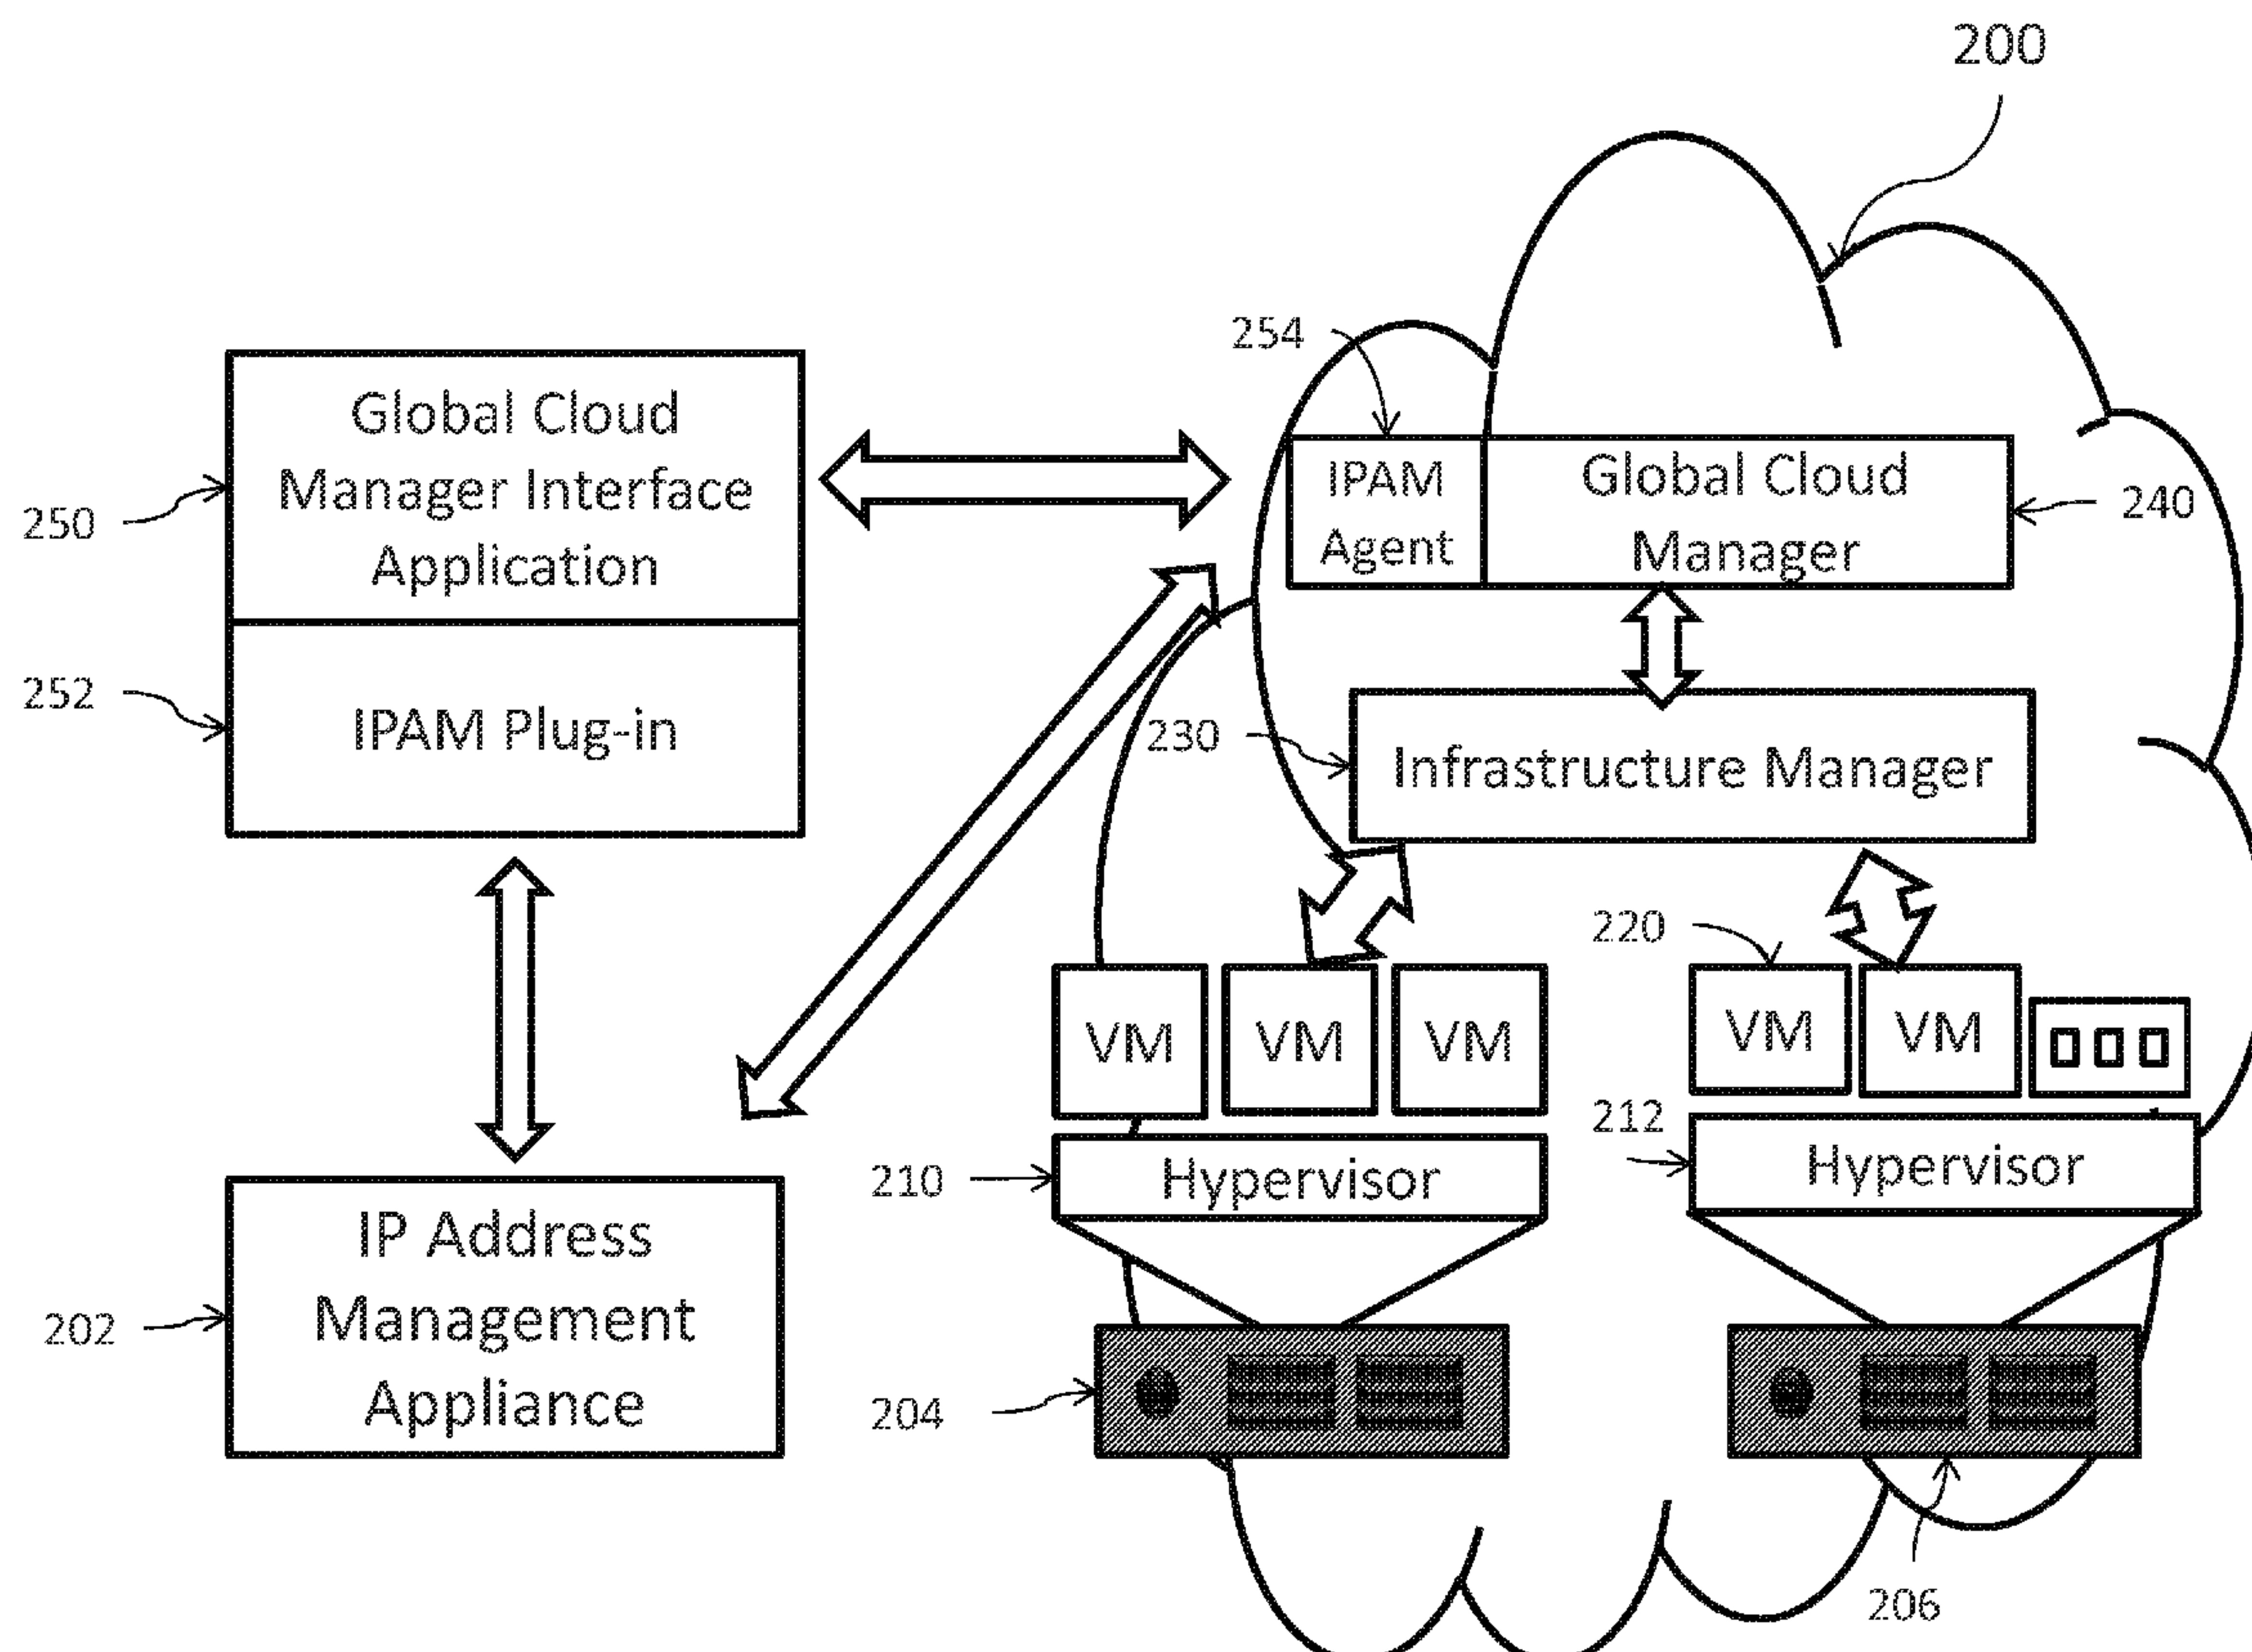 200
254
Global Cloud
Manager Interface
Application
250
IPAM
Agent
Global Cloud
Manager
240
252
IPAM Plug-in
230
Infrastructure Manager
220
VM
VM
VM
VM
VM
212
210
Hypervisor
Hypervisor
IP Address
Management
Appliance
202
204
206